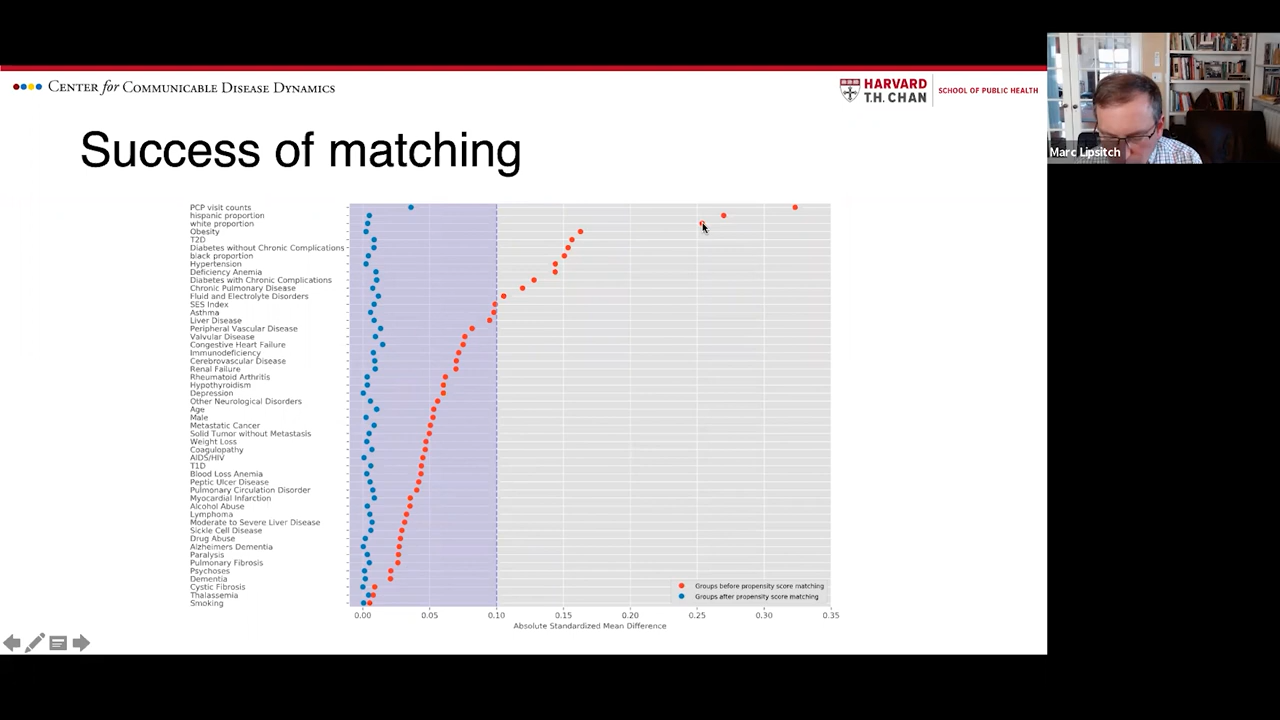 CENTER for COMMUNICABLE DISEASE DYNAMICS
HARVARD
T.H. CHAN
SCHOOL OF PUBLIC HEALTH
Marc Lipsitch
Success of matching
PCP visit counts
hispanic proportion
white proportion
Obesity
T2D
Diabetes without Chronic Complications
black proportion
Hypertension
Deficiency Anemia
Diabetes with Chronic Complications
Chronic Pulmonary Disease
Fluid and Electrolyte Disorders
SES Index
Asthma
Liver Disease
Peripheral Vascular Disease
Valvular Disease
Congestive Heart Failure
Immunodeficiency
Cerebrovascular Disease
Renal Failure
Rheumatoid Arthritis
Hypothyroidism
Depression
Other Neurological Disorders
Age
Male
Metastatic Cancer
Solid Tumor without Metastasis
Weight Loss
Coagulopathy
AIDS/HIV
T1D
Blood Loss Anemia
Peptic Ulcer Disease
Pulmonary Circulation Disorder
Myocardial Infarction
Alcohol Abuse
Lymphoma
Moderate to Severe Liver Disease
Sickle Cell Disease
Drug Abuse
Alzheimers Dementia
Paralysis
Pulmonary Fibrosis
Psychoses
Dementia
Cystic Fibrosis
Thalassemia
Smoking
Groups before propensity score matching
Groups after propensity score matching
0.00 0.05 0.10 0.15 0.20 0.25 0.30 0.35
Absolute Standardized Mean Difference